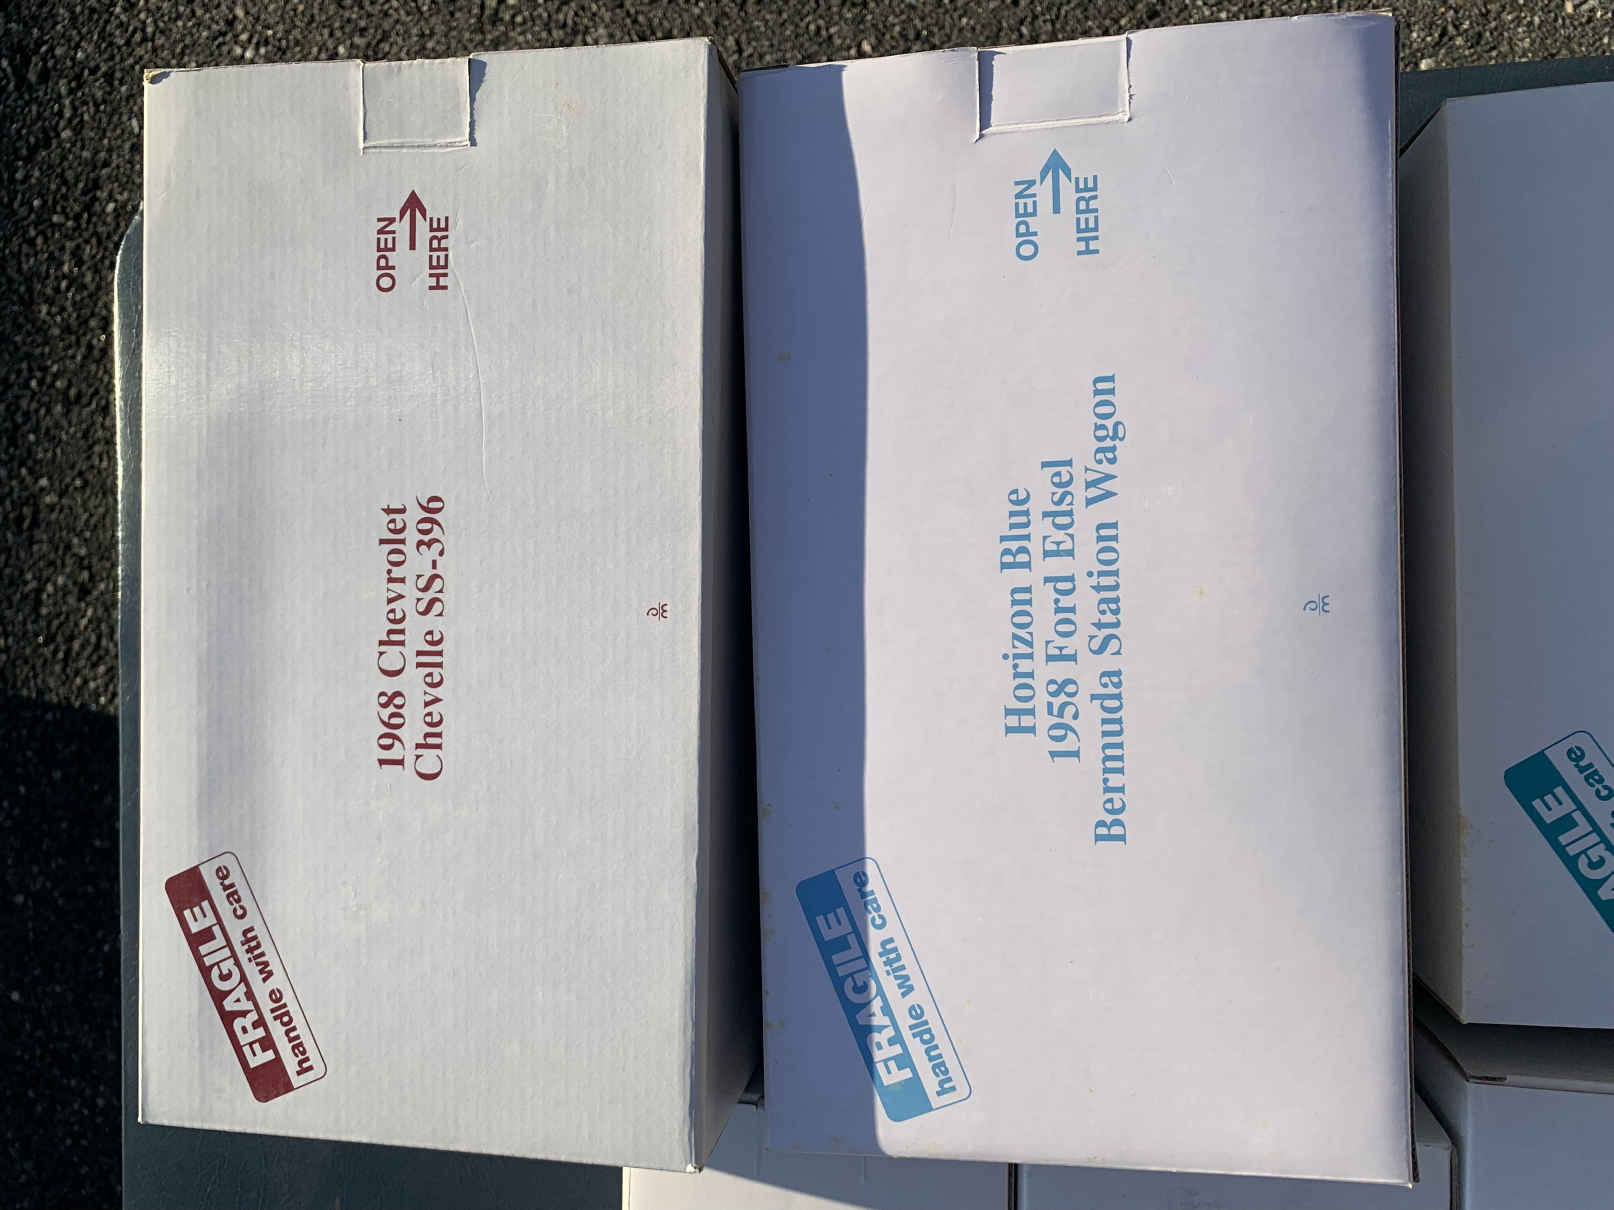 OPEN
HERE
1968 Chevrolet
Chevelle SS-396
FRAGILE
handle with care
OPEN
HERE
Horizon Blue
1958 Ford Edsel
Bermuda Station Wagon
FRAGILE
handle with care
care